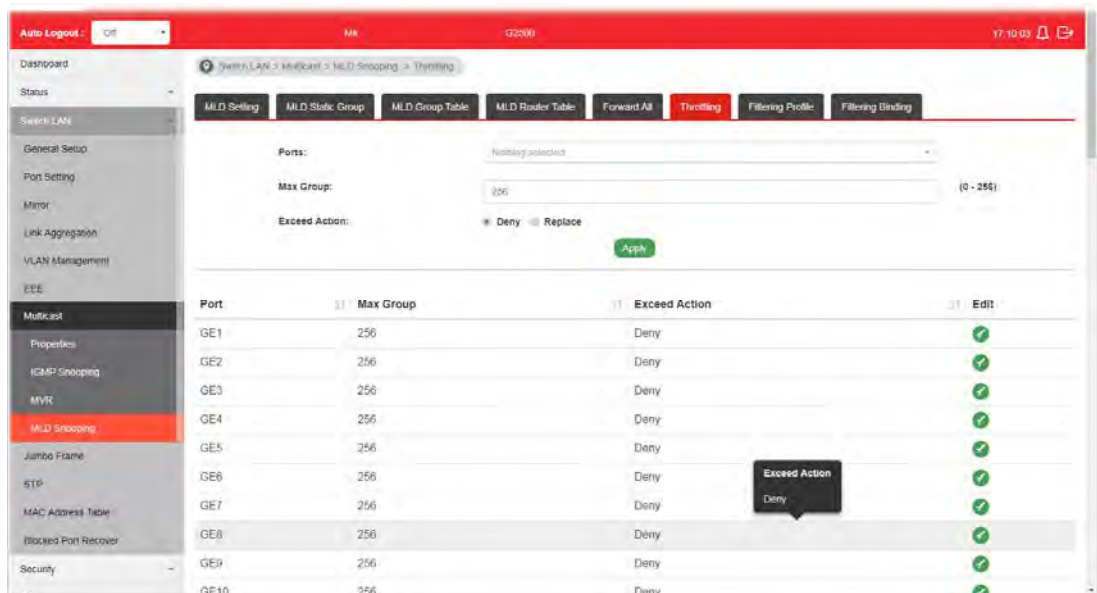 Auto Logout : Off
G2500
17:10:03
Dashboard
Switch LAN > Multicast > MLD Snooping > Throttling
Status
MLD Setting MLD Static Group MLD Group Table MLD Router Table Forward All Throttling Filtering Profile Filtering Binding
Switch LAN
General Setup
Ports: Nothing selected
Port Setting
Max Group: 256 (0 - 256)
Mirror
Exceed Action: Deny Replace
Link Aggregation
Apply
VLAN Management
EEE
Port Max Group Exceed Action Edit
Multicast
GE1 256 Deny
Properties
GE2 256 Deny
IGMP Snooping
GE3 256 Deny
MVR
GE4 256 Deny
MLD Snooping
GE5 256 Deny
Jumbo Frame
Exceed Action
GE6 256 Deny
STP
Deny
GE7 256 Deny
MAC Address Table
GE8 256 Deny
Blocked Port Recover
GE9 256 Deny
Security
GE10 256 Deny